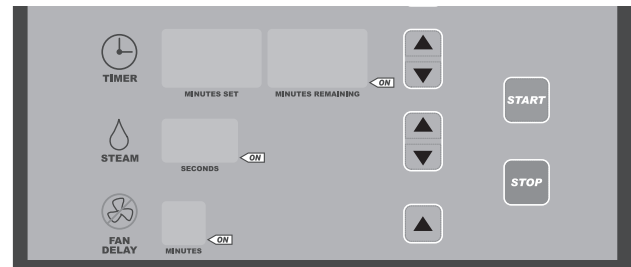 TIMER
MINUTES SET
MINUTES REMAINING
ON
START
STEAM
SECONDS
ON
STOP
FAN
DELAY
MINUTES
ON